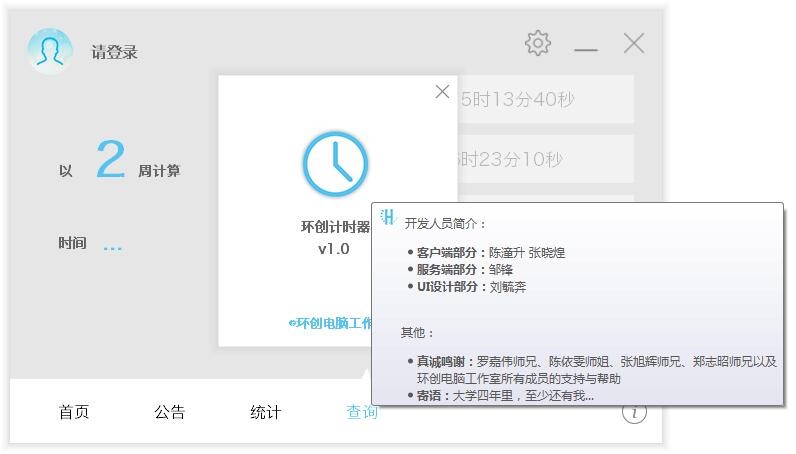 请登录
5时13分40秒
时23分10秒
以 2 周计算
时间 ...
环创计时器
v1.0
e环创电脑工作
H 开发人员简介：
•客户端部分：陈潼升 张晓煌
•服务端部分：邹锋
•UI设计部分：刘毓奔
其他：
•真诚鸣谢：罗嘉伟师兄、陈依雯师姐、张旭辉师兄、郑志昭师兄以及
环创电脑工作室所有成员的支持与帮助
•寄语：大学四年里，至少还有我...
首页 公告 统计 查询
i